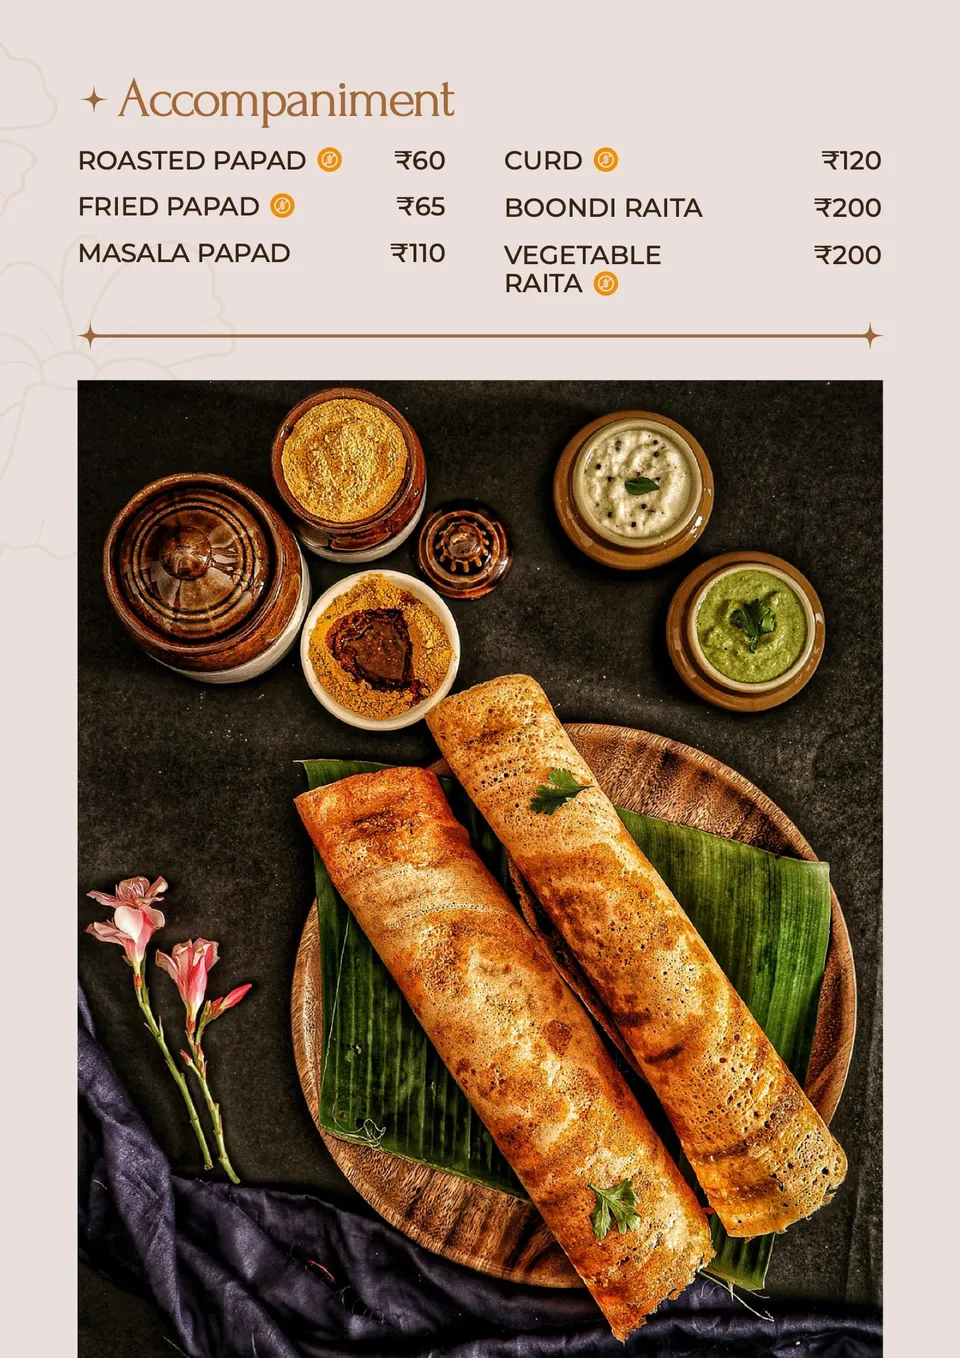 Accompaniment
ROASTED PAPAD ₹60
FRIED PAPAD ₹65
MASALA PAPAD ₹110
CURD ₹120
BOONDI RAITA ₹200
VEGETABLE ₹200
RAITA